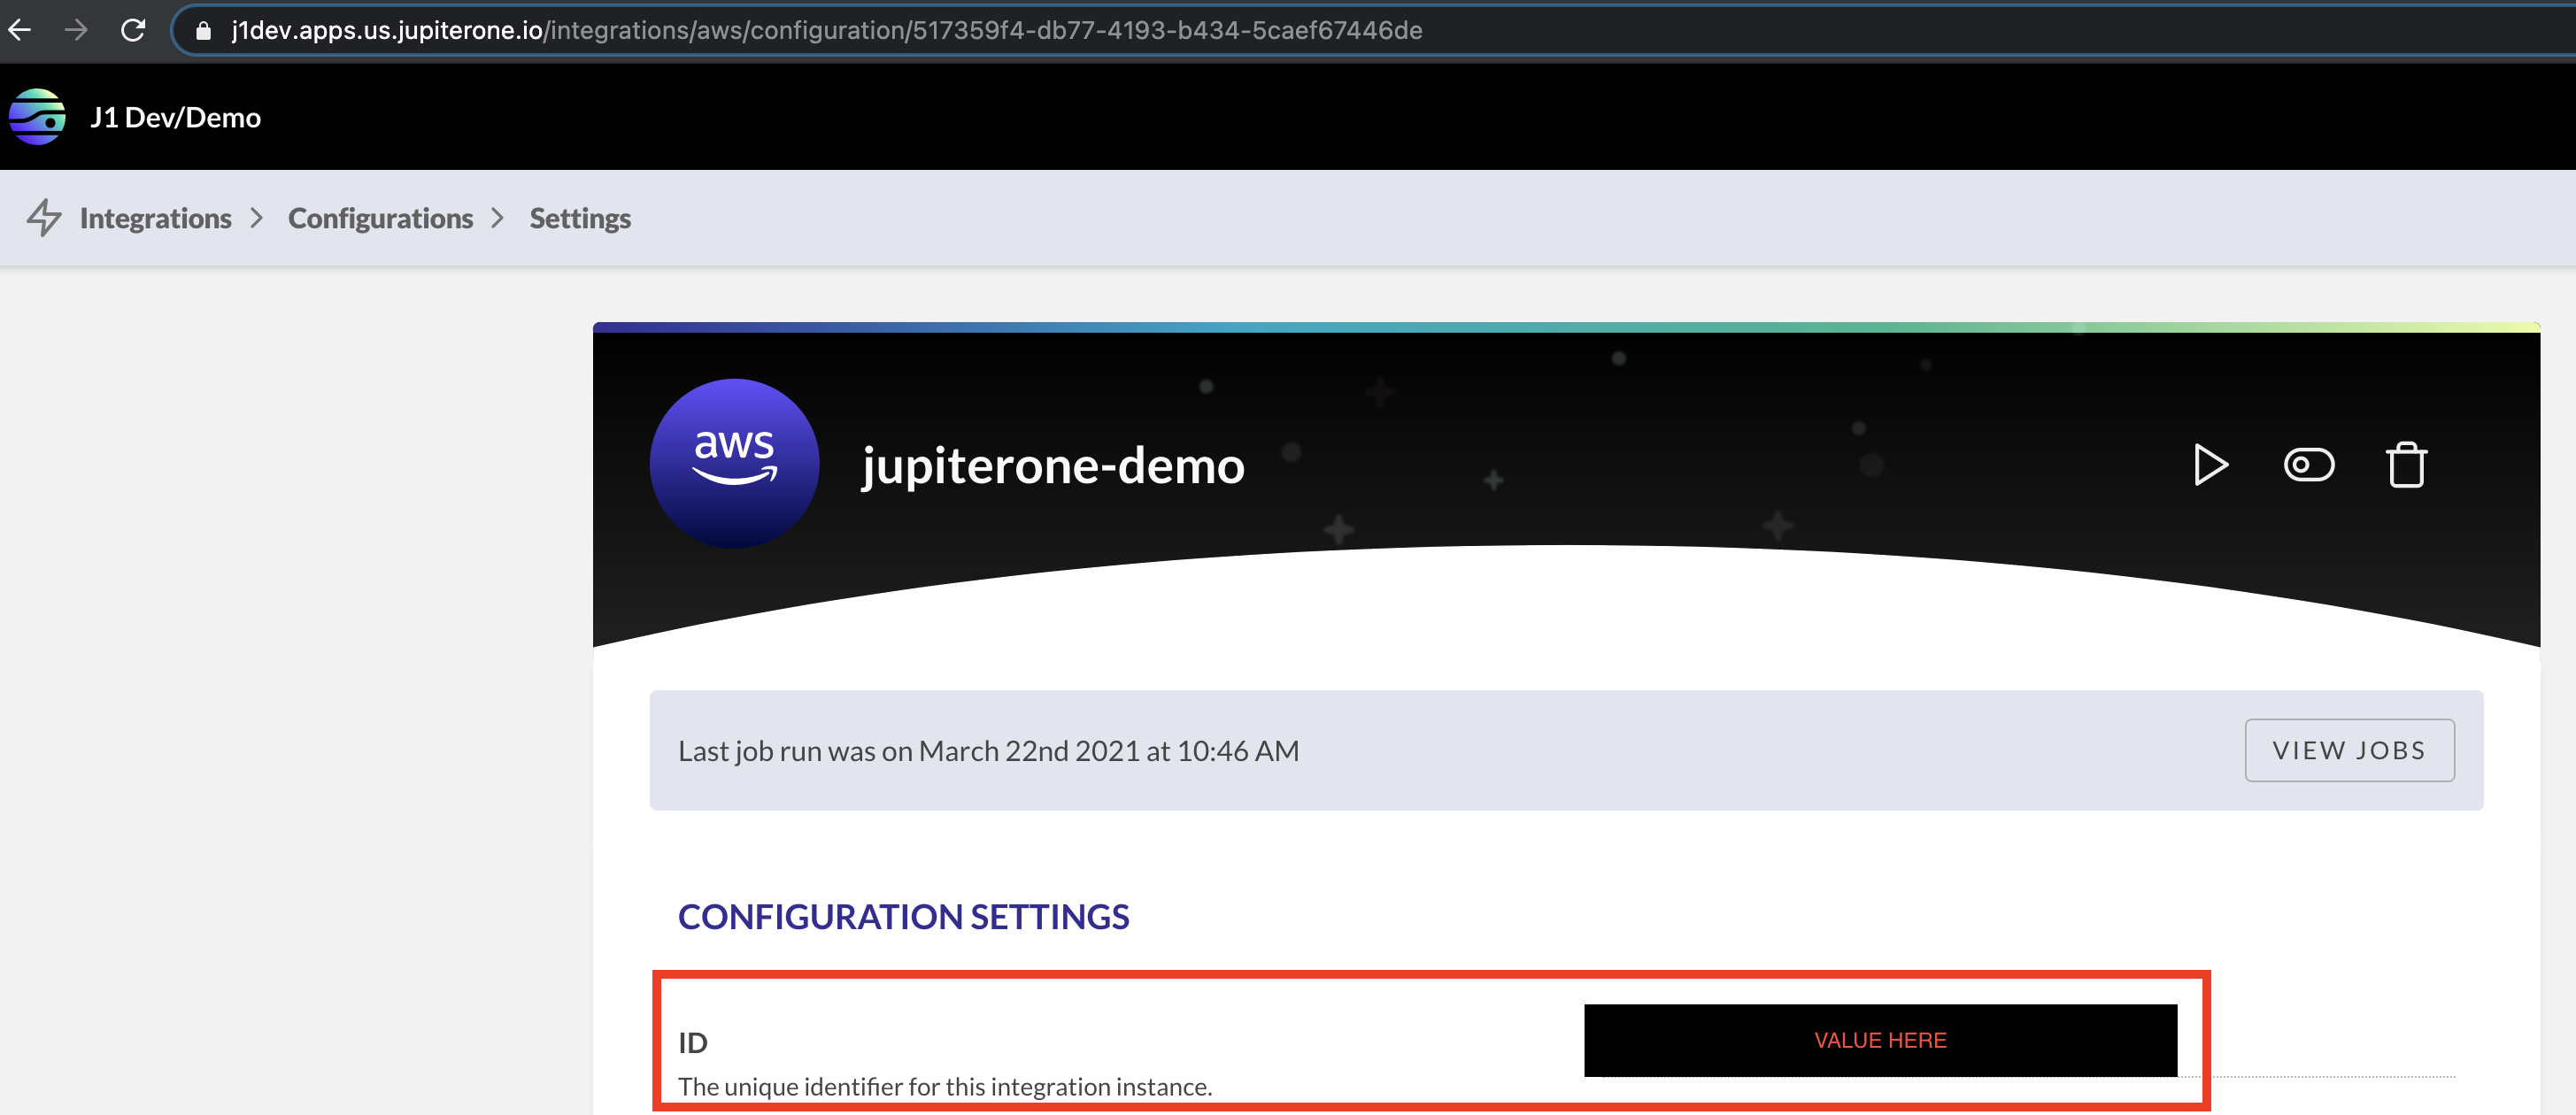 j1dev.apps.us.jupiterone.io/integrations/aws/configuration/517359f4-db77-4193-b434-5caef67446de
J1 Dev/Demo
Integrations > Configurations > Settings
aws
jupiterone-demo
Last job run was on March 22nd 2021 at 10:46 AM
VIEW JOBS
CONFIGURATION SETTINGS
ID
VALUE HERE
The unique identifier for this integration instance.